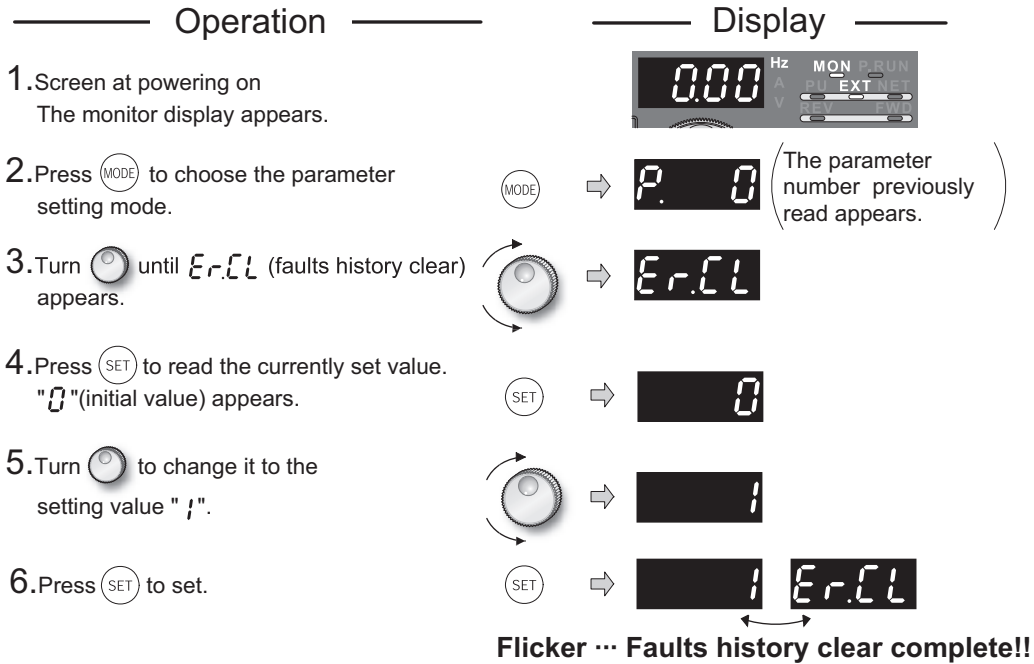 Operation
Display
1.Screen at powering on
The monitor display appears.
0.00
Hz
A
V
MON P.RUN
PU EXT NET
REV FWD
2.Press MODE to choose the parameter
setting mode.
MODE
P. 0
The parameter
number previously
read appears.
3.Turn until Er.CL (faults history clear)
appears.
Er.CL
4.Press SET to read the currently set value.
"0"(initial value) appears.
SET
0
5.Turn to change it to the
setting value "1".
1
6.Press SET to set.
SET
1 Er.CL
Flicker ··· Faults history clear complete!!